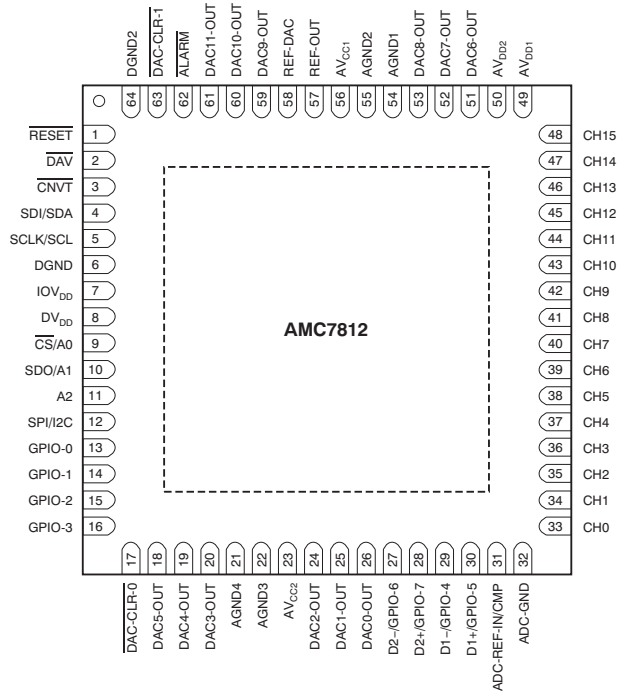 DGND2
DAC-CLR-1
ALARM
DAC11-OUT
DAC10-OUT
DAC9-OUT
REF-DAC
REF-OUT
AVCC1
AGND2
AGND1
DAC8-OUT
DAC7-OUT
DAC6-OUT
AVDD2
AVDD1
64 63 62 61 60 59 58 57 56 55 54 53 52 51 50 49
RESET 1 48 CH15
DAV 2 47 CH14
CNVT 3 46 CH13
SDI/SDA 4 45 CH12
SCLK/SCL 5 44 CH11
DGND 6 43 CH10
IOVDD 7 42 CH9
DVDD 8 41 CH8
AMC7812
CS/A0 9 40 CH7
SDO/A1 10 39 CH6
A2 11 38 CH5
SPI/I2C 12 37 CH4
GPIO-0 13 36 CH3
GPIO-1 14 35 CH2
GPIO-2 15 34 CH1
GPIO-3 16 33 CH0
17 18 19 20 21 22 23 24 25 26 27 28 29 30 31 32
DAC-CLR-0
DAC5-OUT
DAC4-OUT
DAC3-OUT
AGND4
AGND3
AVCC2
DAC2-OUT
DAC1-OUT
DAC0-OUT
D2−/GPIO-6
D2+/GPIO-7
D1−/GPIO-4
D1+/GPIO-5
ADC-REF-IN/CMP
ADC-GND